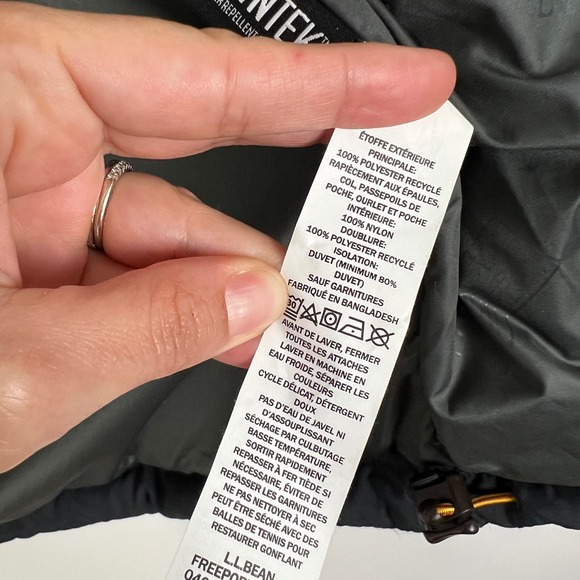 ÉTOFFE EXTÉRIEURE
PRINCIPALE:
100% POLYESTER RECYCLÉ
RAPIÈCEMENT AUX ÉPAULES,
COL, PASSEPOILS DE
POCHE, OURLET ET POCHE
INTÉRIEURE:
100% NYLON
DOUBLURE:
100% POLYESTER RECYCLÉ
ISOLATION:
DUVET (MINIMUM 80%
DUVET)
SAUF GARNITURES
FABRIQUÉ EN BANGLADESH
AVANT DE LAVER, FERMER
TOUTES LES ATTACHES
LAVER EN MACHINE EN
EAU FROIDE, SÉPARER LES
COULEURS
CYCLE DÉLICAT, DÉTERGENT
DOUX
PAS D'EAU DE JAVEL NI
D'ASSOUPLISSANT
SÉCHAGE PAR CULBUTAGE
BASSE TEMPÉRATURE,
SORTIR RAPIDEMENT
REPASSER À FER TIÈDE SI
NÉCESSAIRE, ÉVITER DE
REPASSER LES GARNITURES
NE PAS NETTOYER À SEC
PEUT ÊTRE SÉCHÉ AVEC DES
BALLES DE TENNIS POUR
RESTAURER GONFLANT
L.L.BEAN